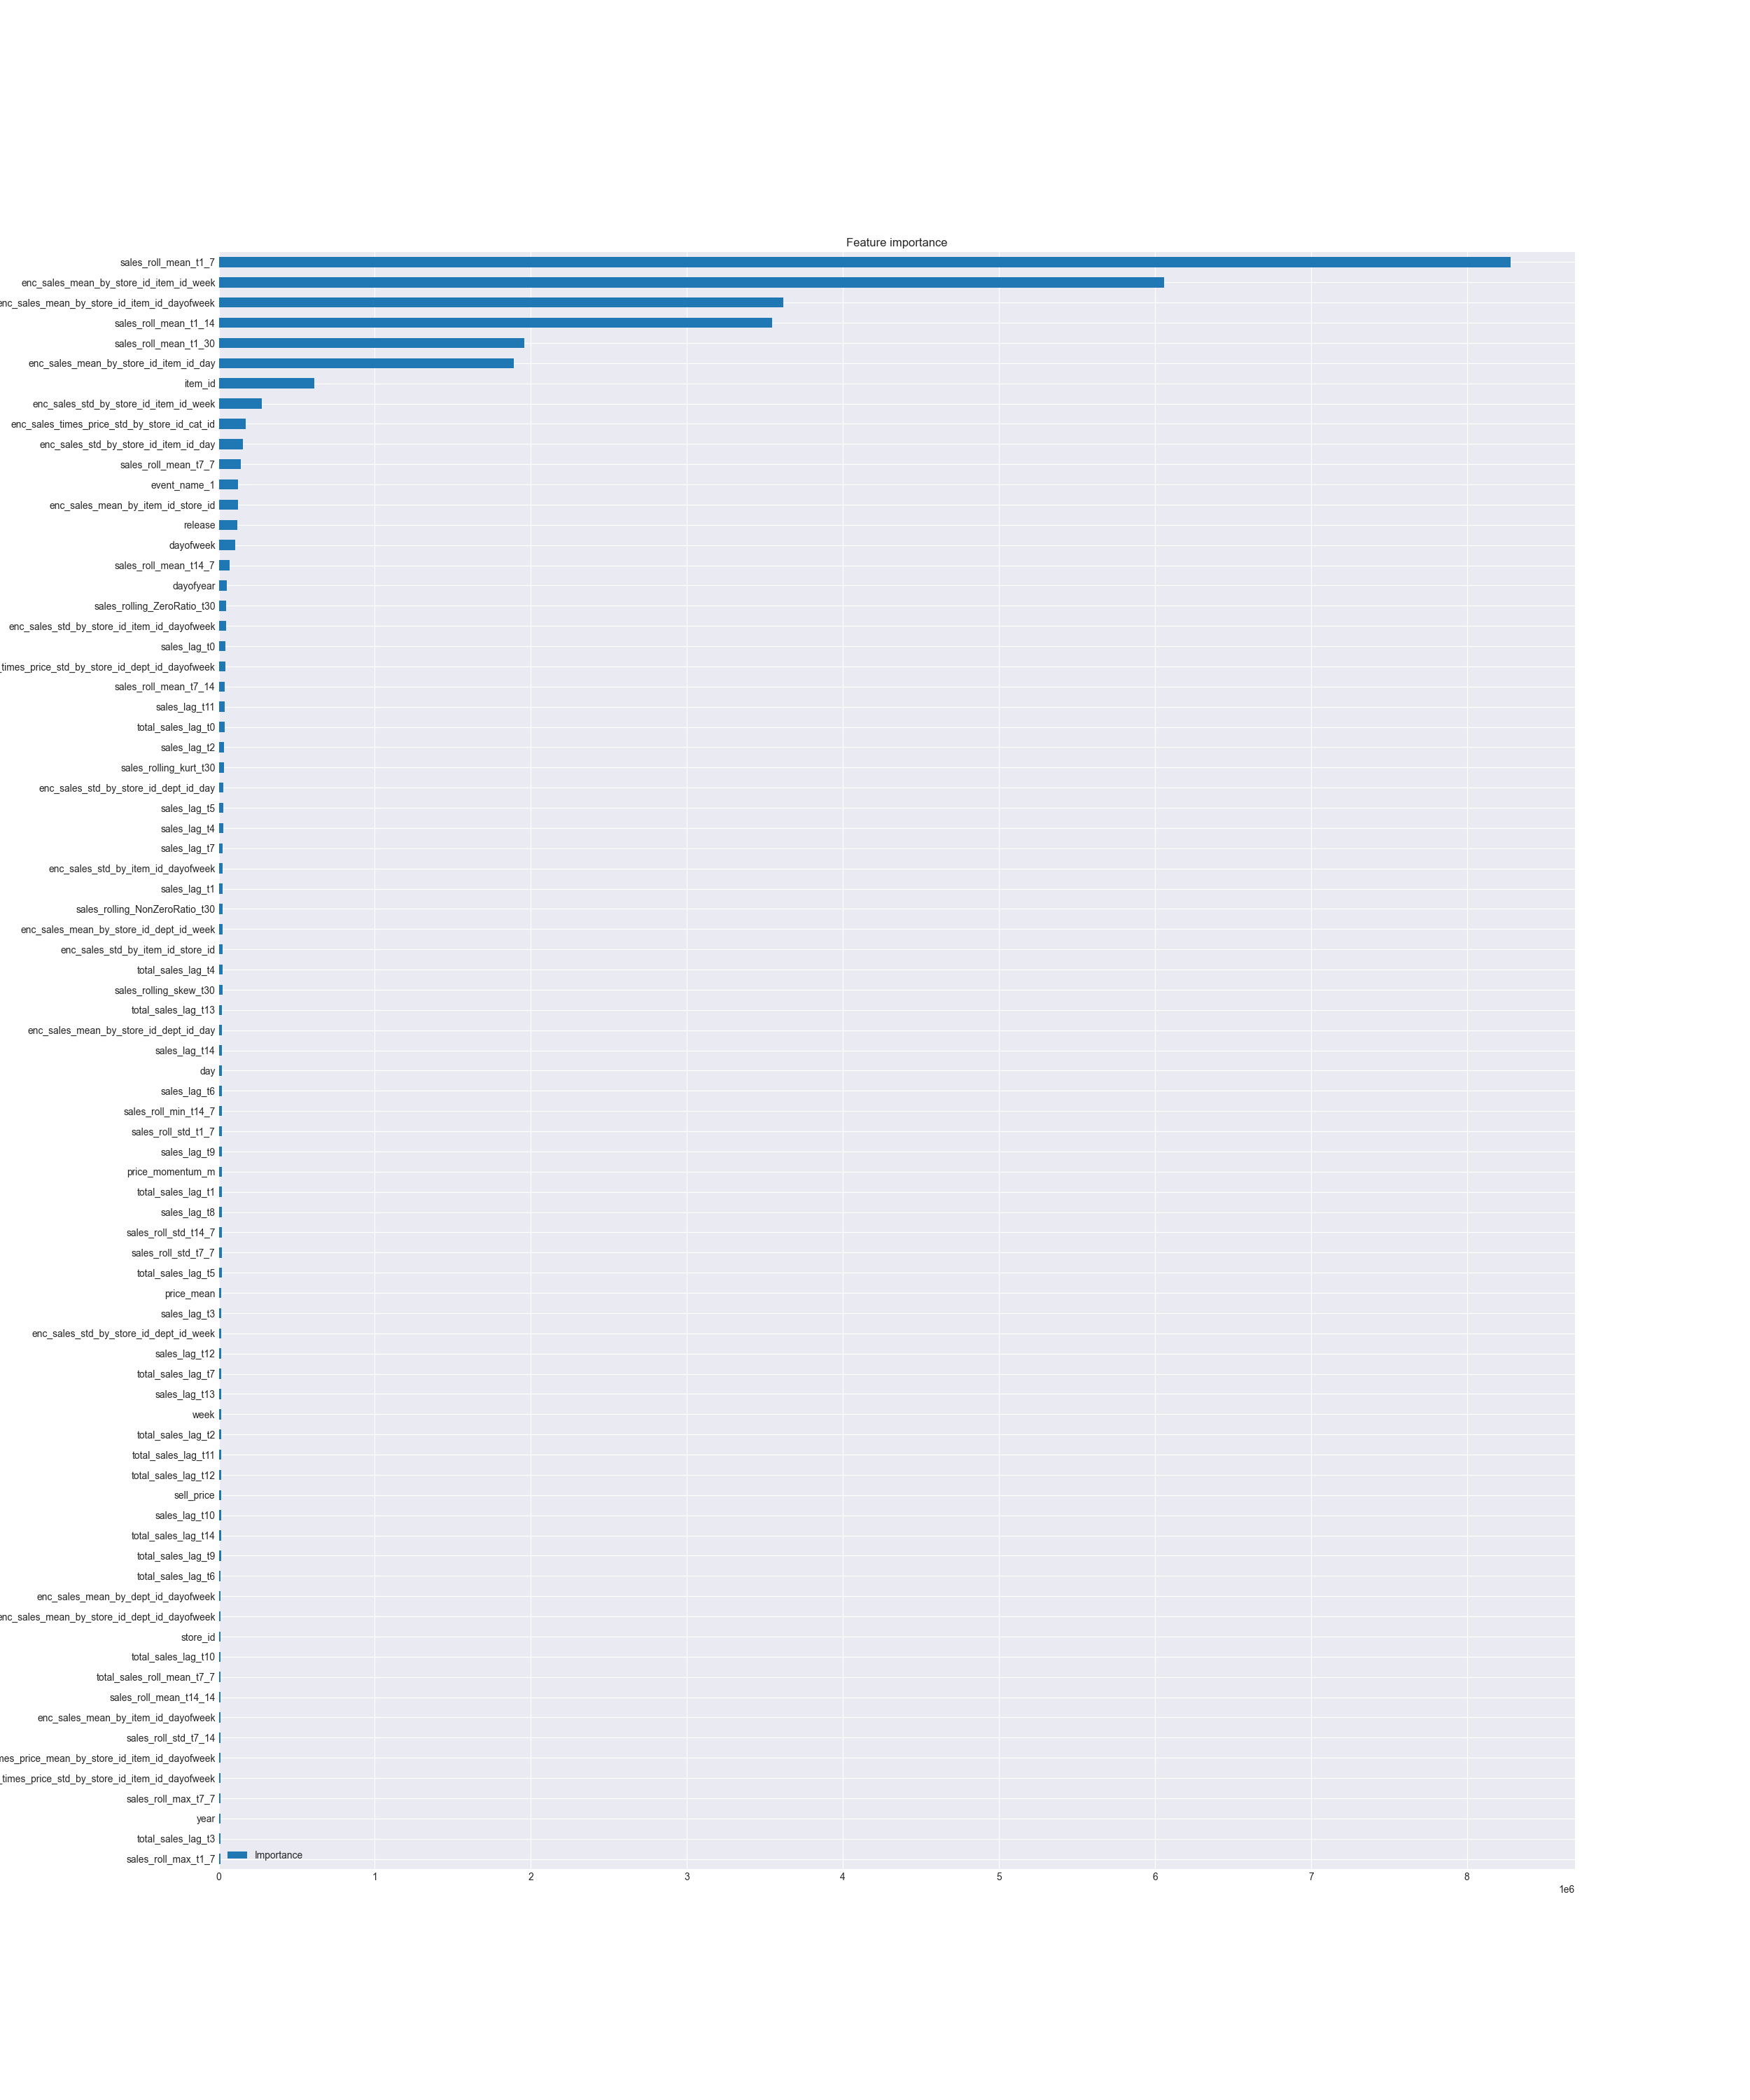 Feature importance
sales_roll_mean_t1_7
enc_sales_mean_by_store_id_item_id_week
enc_sales_mean_by_store_id_item_id_dayofweek
sales_roll_mean_t1_14
sales_roll_mean_t1_30
enc_sales_mean_by_store_id_item_id_day
item_id
enc_sales_std_by_store_id_item_id_week
enc_sales_times_price_std_by_store_id_cat_id
enc_sales_std_by_store_id_item_id_day
sales_roll_mean_t7_7
event_name_1
enc_sales_mean_by_item_id_store_id
release
dayofweek
sales_roll_mean_t14_7
dayofyear
sales_rolling_ZeroRatio_t30
enc_sales_std_by_store_id_item_id_dayofweek
sales_lag_t0
_times_price_std_by_store_id_dept_id_dayofweek
sales_roll_mean_t7_14
sales_lag_t11
total_sales_lag_t0
sales_lag_t2
sales_rolling_kurt_t30
enc_sales_std_by_store_id_dept_id_day
sales_lag_t5
sales_lag_t4
sales_lag_t7
enc_sales_std_by_item_id_dayofweek
sales_lag_t1
sales_rolling_NonZeroRatio_t30
enc_sales_mean_by_store_id_dept_id_week
enc_sales_std_by_item_id_store_id
total_sales_lag_t4
sales_rolling_skew_t30
total_sales_lag_t13
enc_sales_mean_by_store_id_dept_id_day
sales_lag_t14
day
sales_lag_t6
sales_roll_min_t14_7
sales_roll_std_t1_7
sales_lag_t9
price_momentum_m
total_sales_lag_t1
sales_lag_t8
sales_roll_std_t14_7
sales_roll_std_t7_7
total_sales_lag_t5
price_mean
sales_lag_t3
enc_sales_std_by_store_id_dept_id_week
sales_lag_t12
total_sales_lag_t7
sales_lag_t13
week
total_sales_lag_t2
total_sales_lag_t11
total_sales_lag_t12
sell_price
sales_lag_t10
total_sales_lag_t14
total_sales_lag_t9
total_sales_lag_t6
enc_sales_mean_by_dept_id_dayofweek
enc_sales_mean_by_store_id_dept_id_dayofweek
store_id
total_sales_lag_t10
total_sales_roll_mean_t7_7
sales_roll_mean_t14_14
enc_sales_mean_by_item_id_dayofweek
sales_roll_std_t7_14
mes_price_mean_by_store_id_item_id_dayofweek
_times_price_std_by_store_id_item_id_dayofweek
sales_roll_max_t7_7
year
total_sales_lag_t3
sales_roll_max_t1_7
Importance
0 1 2 3 4 5 6 7 8
1e6